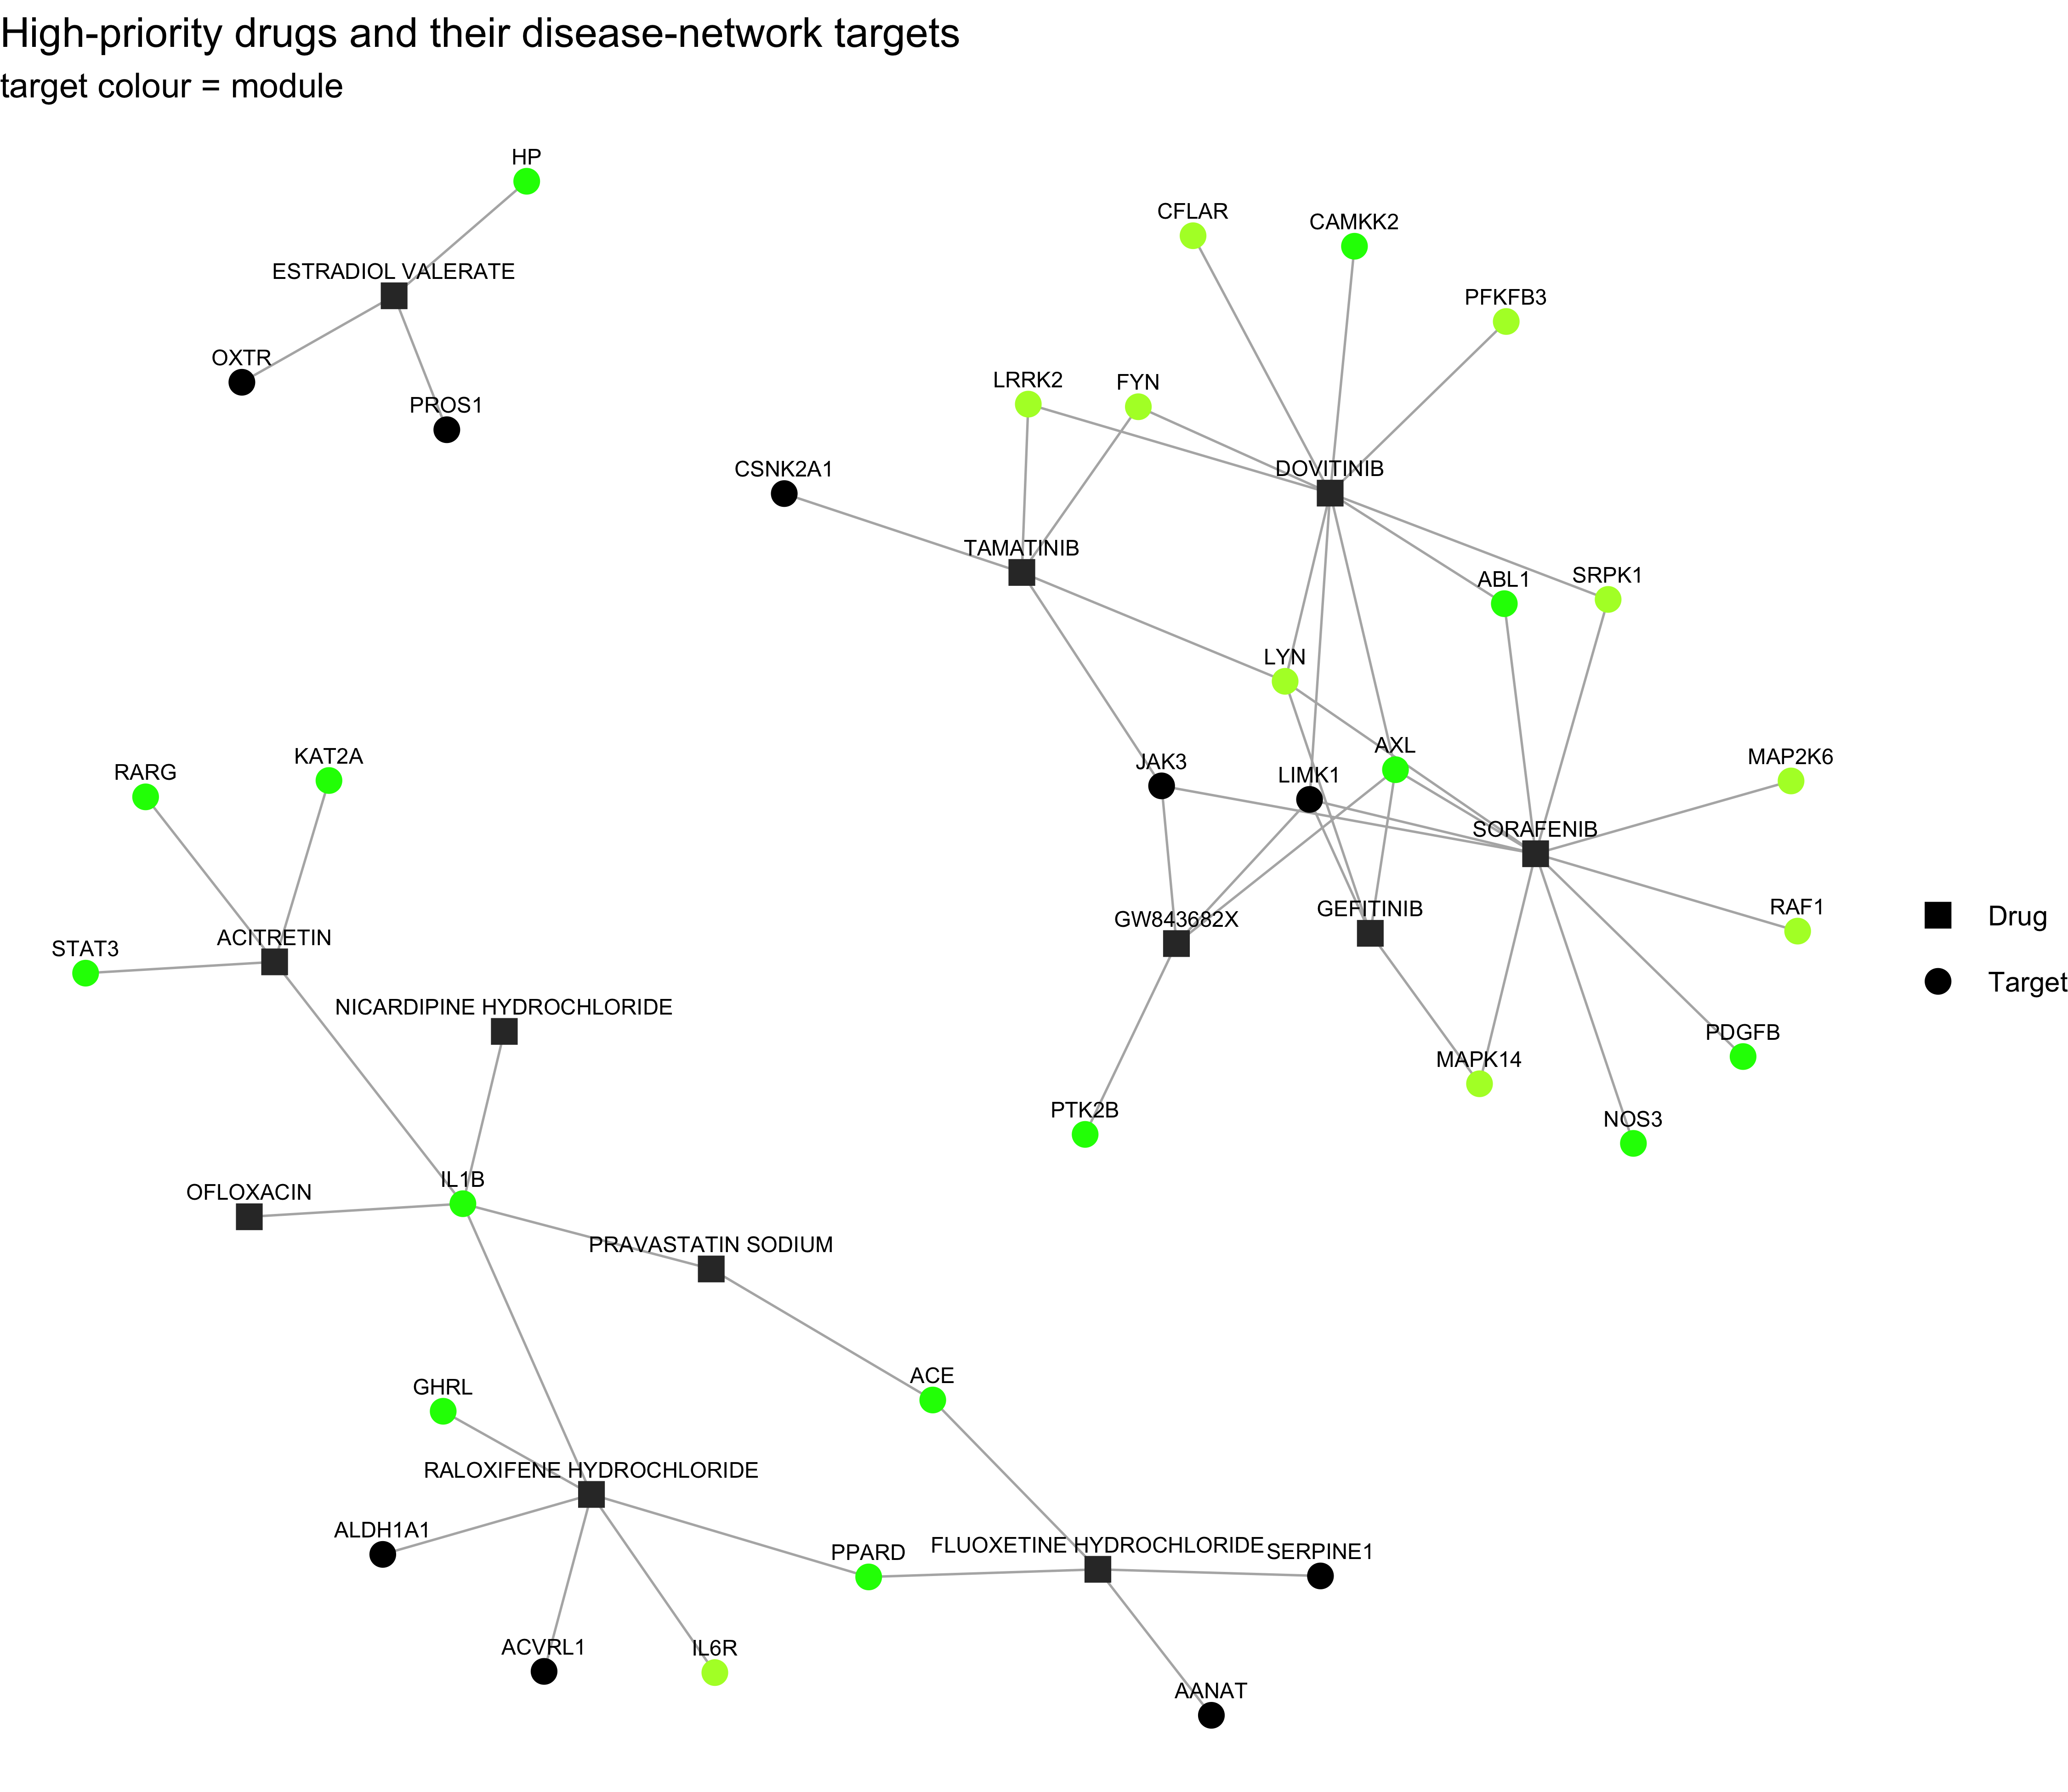 High-priority drugs and their disease-network targets
target colour = module
HP
CFLAR
CAMKK2
ESTRADIOL VALERATE
PFKFB3
OXTR
LRRK2
FYN
PROS1
CSNK2A1
DOVITINIB
TAMATINIB
ABL1
SRPK1
LYN
RARG
KAT2A
JAK3
LIMK1
AXL
MAP2K6
SORAFENIB
STAT3
ACITRETIN
GW843682X
GEFITINIB
RAF1
Drug
Target
NICARDIPINE HYDROCHLORIDE
PDGFB
MAPK14
PTK2B
NOS3
OFLOXACIN
IL1B
PRAVASTATIN SODIUM
GHRL
ACE
RALOXIFENE HYDROCHLORIDE
ALDH1A1
PPARD
FLUOXETINE HYDROCHLORIDE
SERPINE1
ACVRL1
IL6R
AANAT